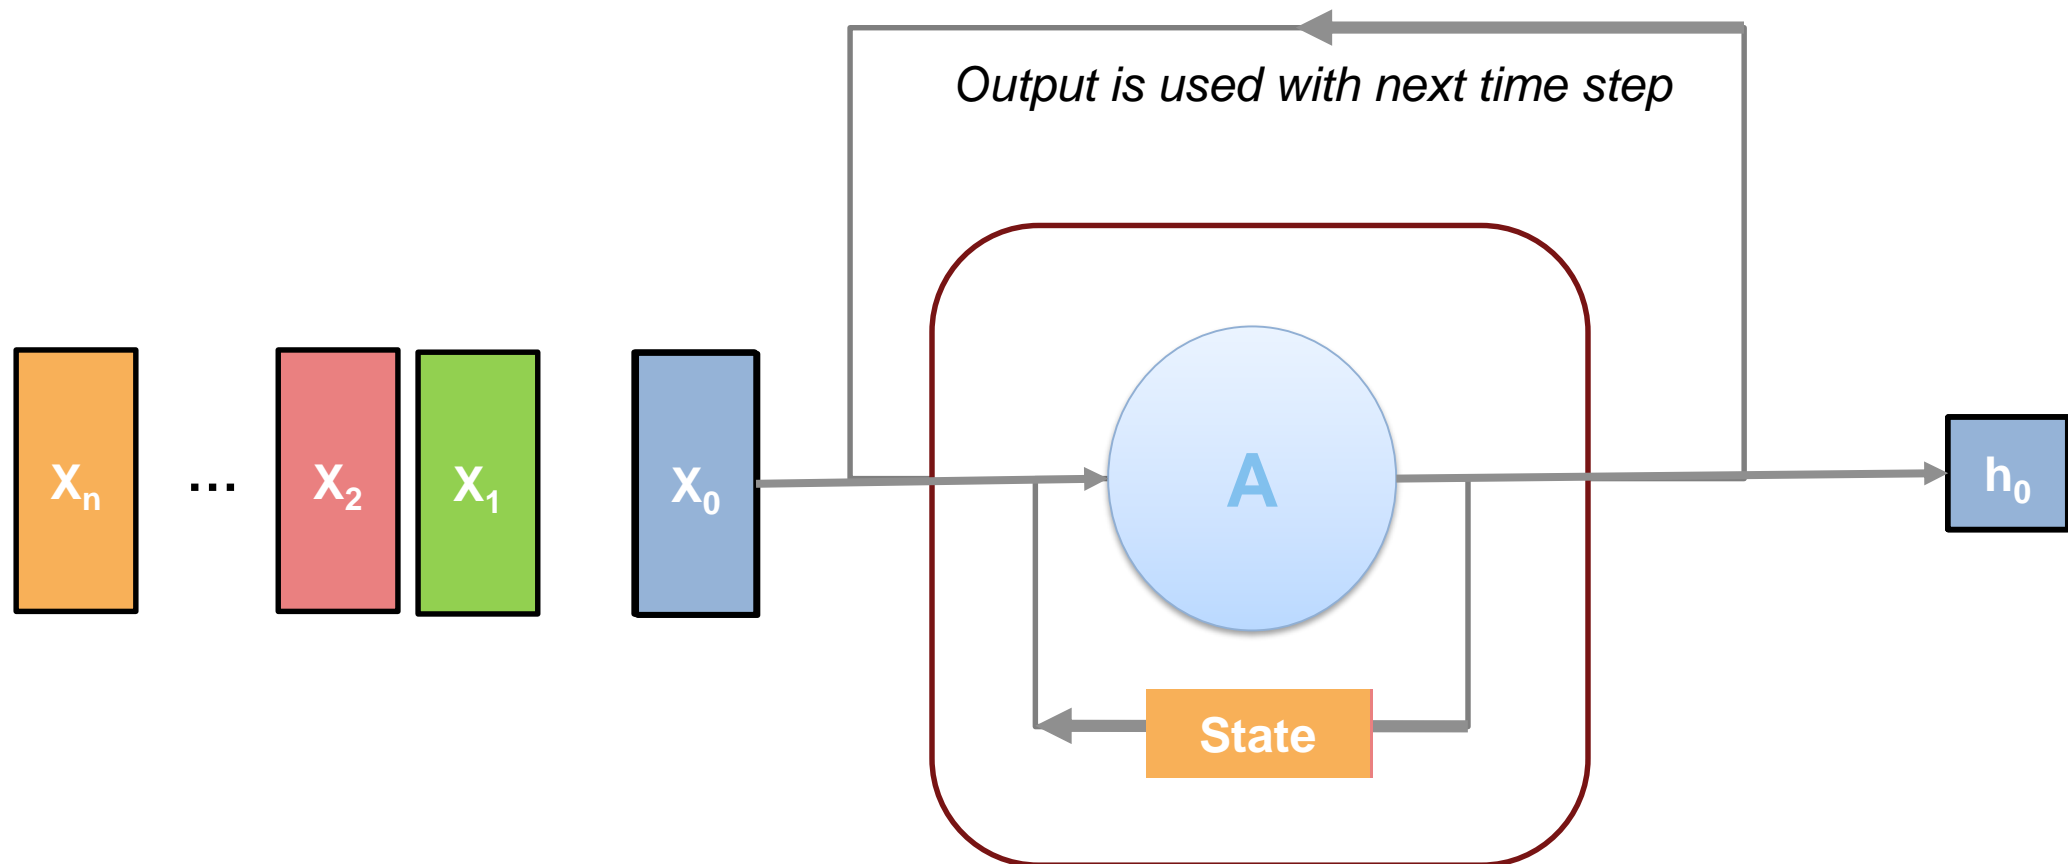 Output is used with next time step
Xn ... X2 X1 X0 A h0
State